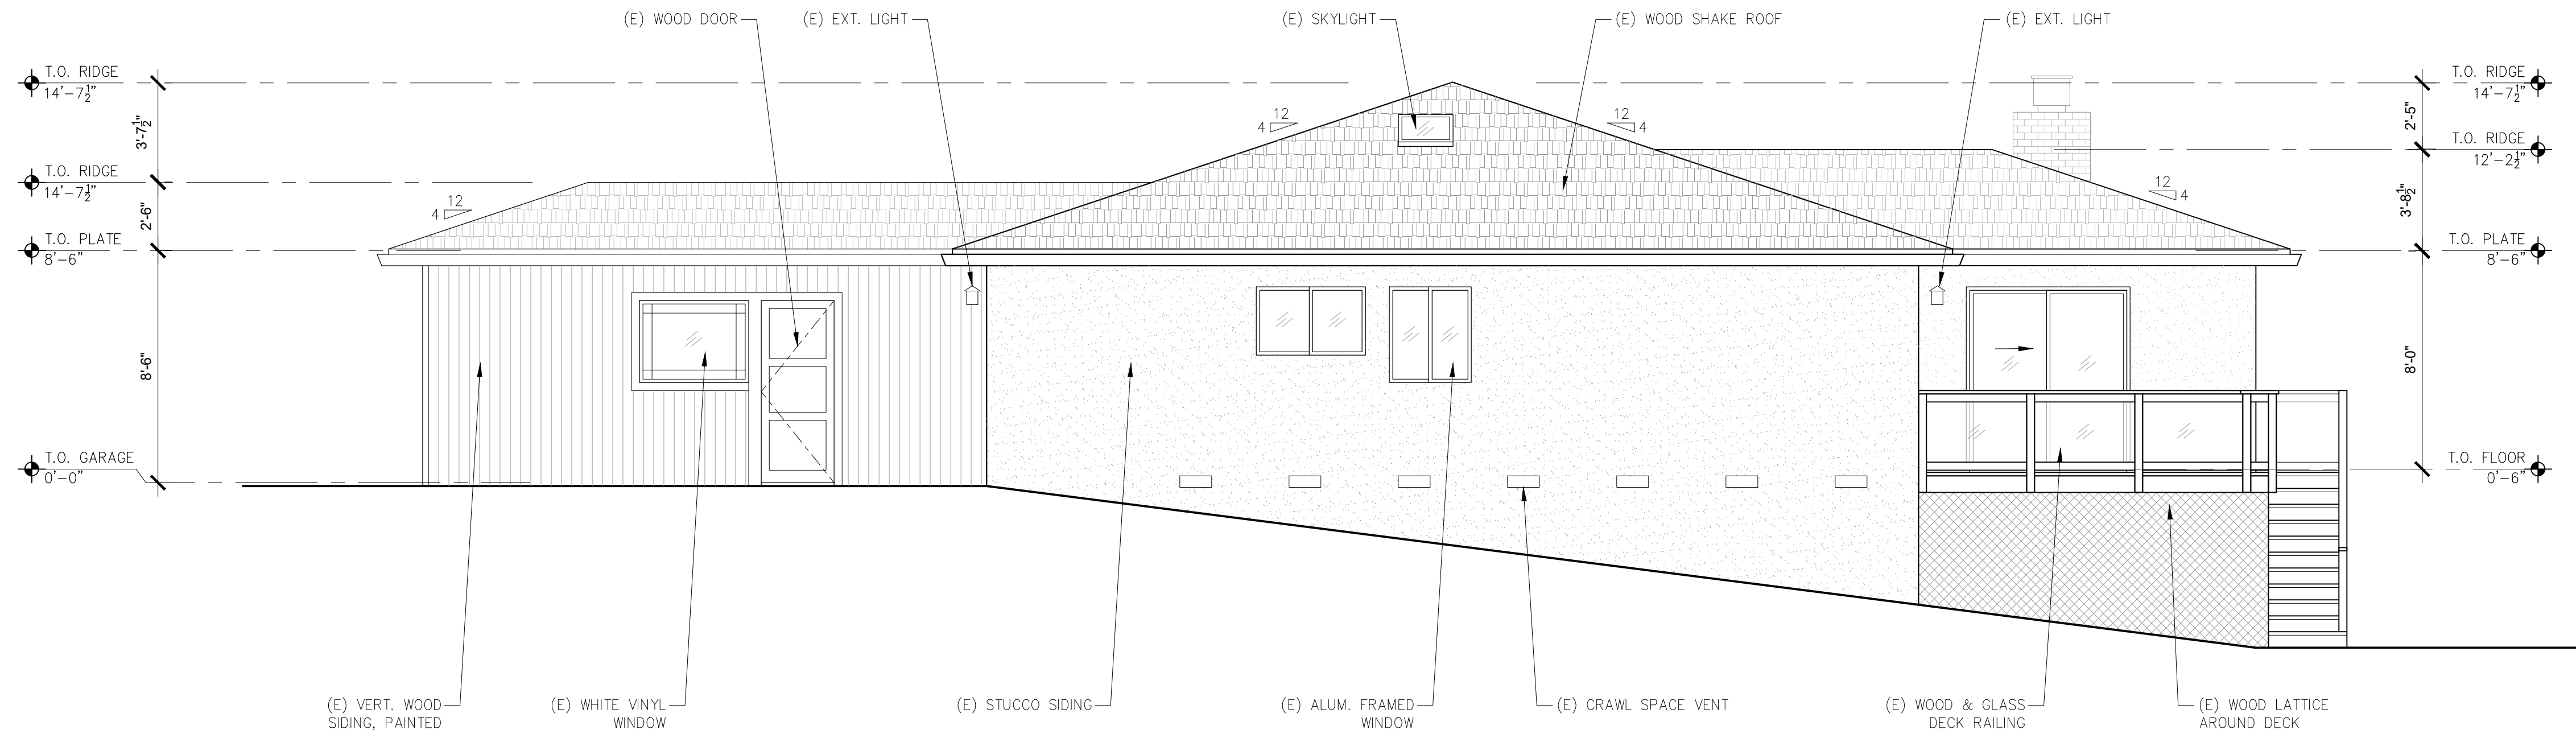 (E) WOOD DOOR
(E) EXT. LIGHT
(E) SKYLIGHT
(E) WOOD SHAKE ROOF
(E) EXT. LIGHT
T.O. RIDGE
14'-7½"
T.O. RIDGE
14'-7½"
3'-7½"
12
4
12
4
2'-5"
T.O. RIDGE
14'-7½"
T.O. RIDGE
12'-2½"
2'-6"
12
4
12
4
3'-8½"
T.O. PLATE
8'-6"
T.O. PLATE
8'-6"
8'-6"
8'-0"
T.O. GARAGE
0'-0"
T.O. FLOOR
0'-6"
(E) VERT. WOOD
SIDING, PAINTED
(E) WHITE VINYL
WINDOW
(E) STUCCO SIDING
(E) ALUM. FRAMED
WINDOW
(E) CRAWL SPACE VENT
(E) WOOD & GLASS
DECK RAILING
(E) WOOD LATTICE
AROUND DECK